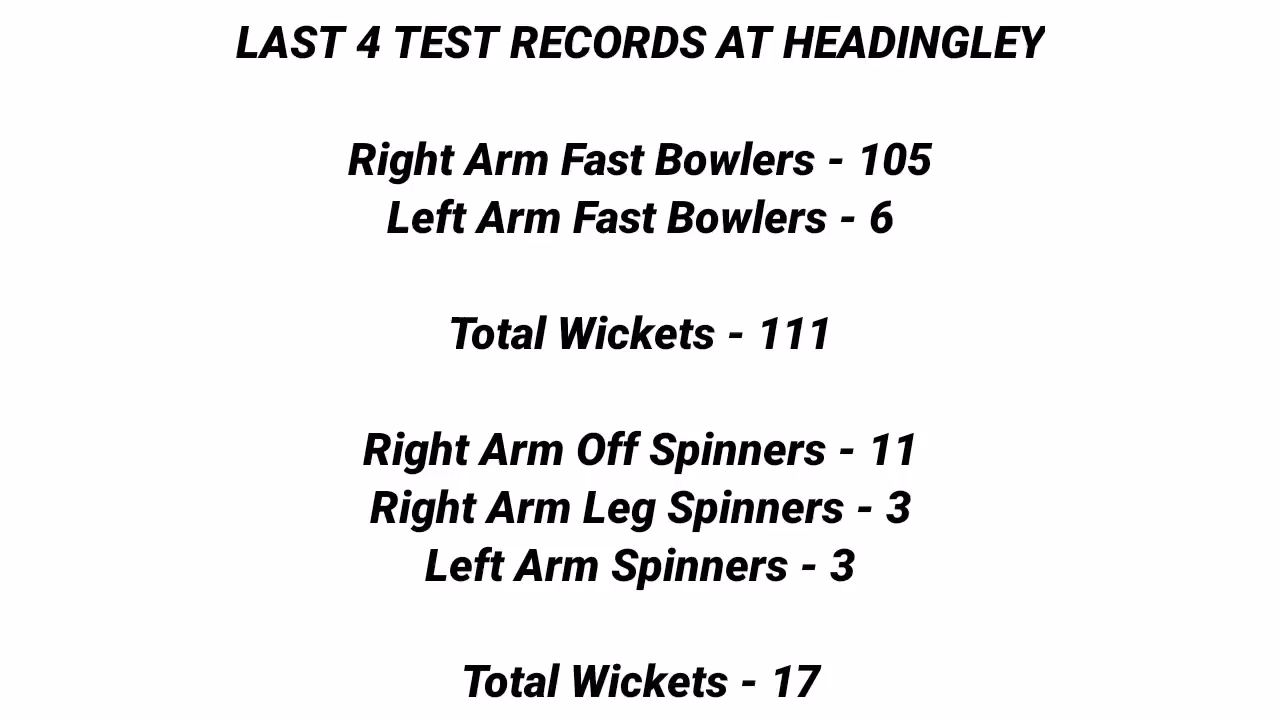 LAST 4 TEST RECORDS AT HEADINGLEY
Right Arm Fast Bowlers - 105
Left Arm Fast Bowlers - 6
Total Wickets - 111
Right Arm Off Spinners - 11
Right Arm Leg Spinners - 3
Left Arm Spinners - 3
Total Wickets - 17